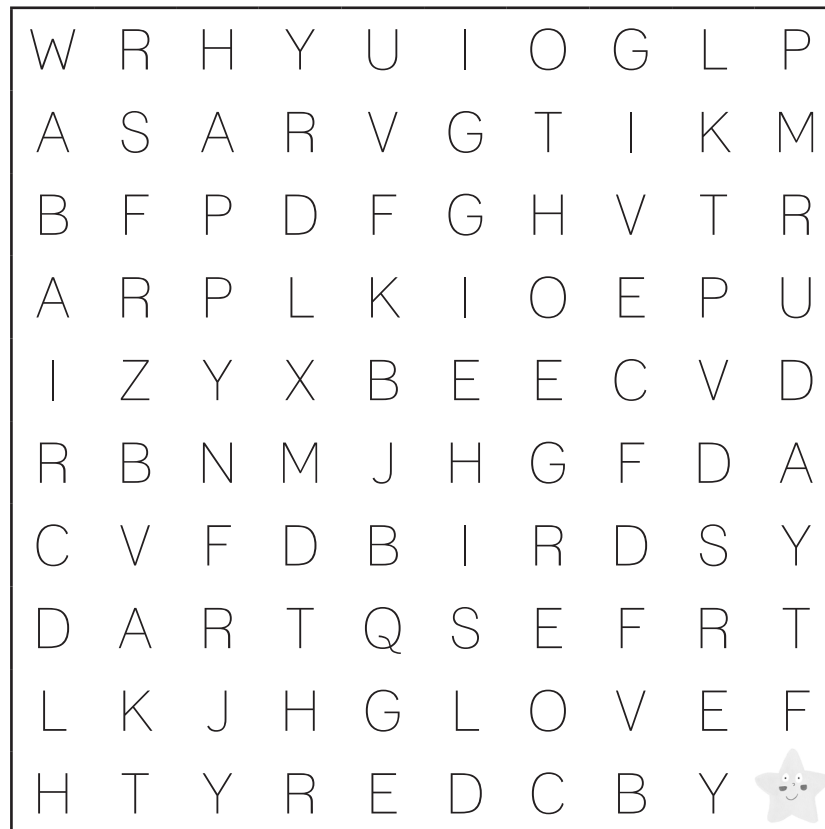 W R H Y U I O G L P
A S A R V G T I K M
B F P D F G H V T R
A R P L K I O E P U
I Z Y X B E E C V D
R B N M J H G F D A
C V F D B I R D S Y
D A R T Q S E F R T
L K J H G L O V E F
H T Y R E D C B Y